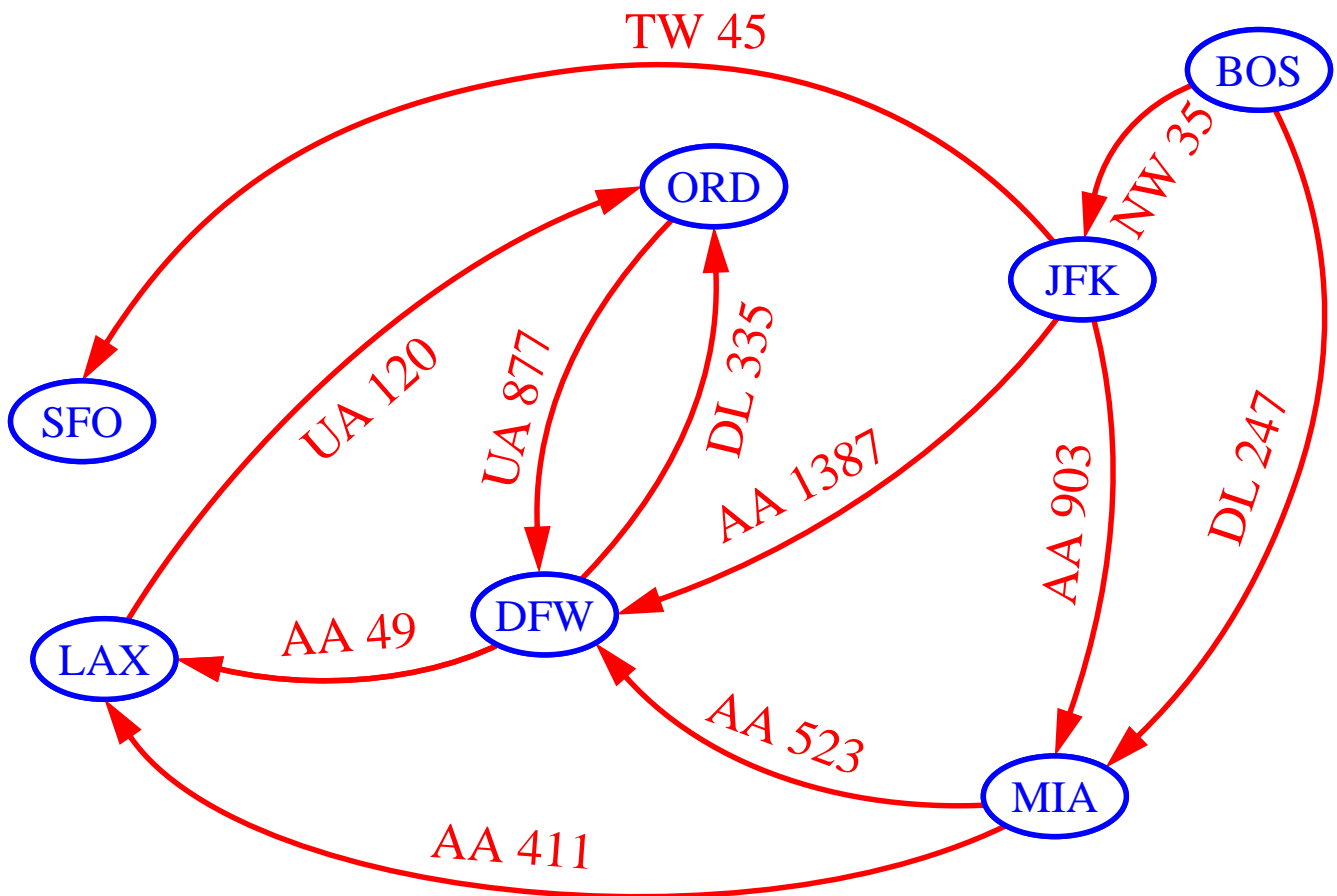 TW 45
BOS
NW 35
ORD
JFK
UA 120
UA 877
DL 335
SFO
AA 1387
AA 903
DL 247
DFW
AA 49
LAX
AA 523
MIA
AA 411